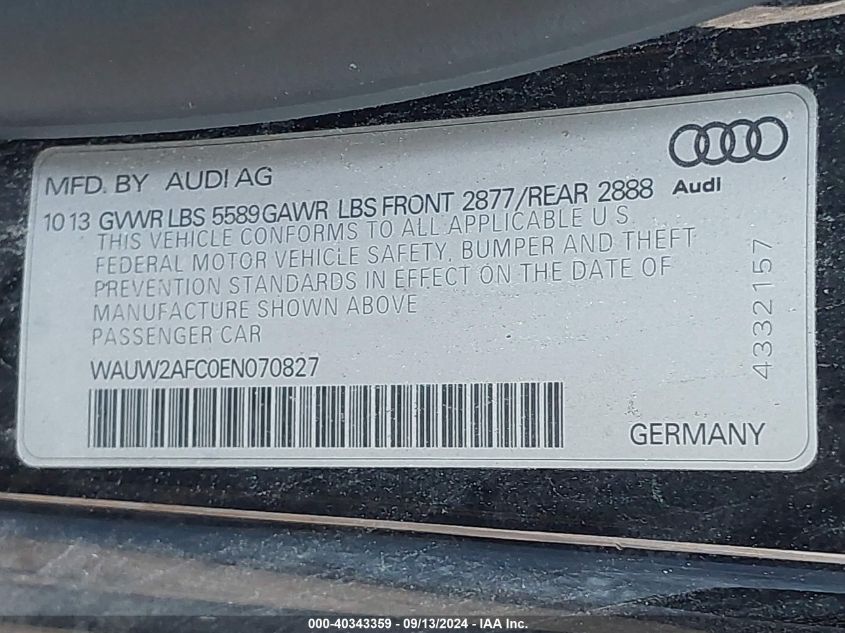 MFD. BY AUDI AG
10 13 GVWR LBS 5589 GAWR LBS FRONT 2877/REAR 2888
Audi
THIS VEHICLE CONFORMS TO ALL APPLICABLE U S
FEDERAL MOTOR VEHICLE SAFETY, BUMPER AND THEFT
PREVENTION STANDARDS IN EFFECT ON THE DATE OF
MANUFACTURE SHOWN ABOVE
PASSENGER CAR
WAUW2AFC0EN070827
GERMANY
4332157
000-40343359 - 09/13/2024 - IAA Inc.